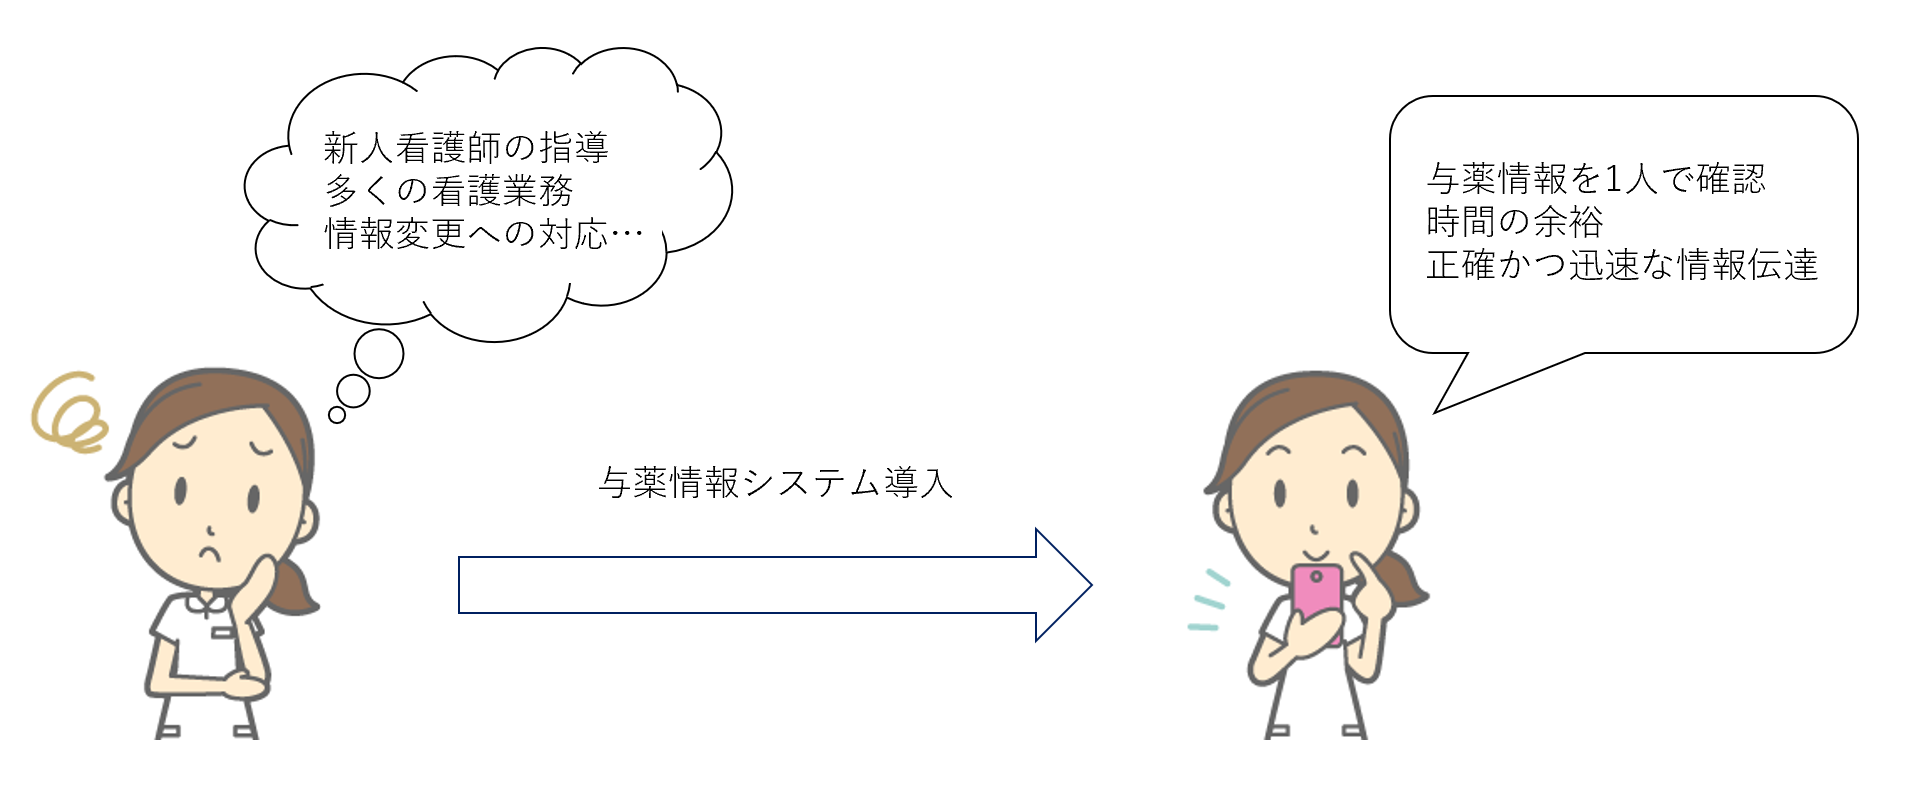 新人看護師の指導
多くの看護業務
情報変更への対応…
与薬情報を1人で確認
時間の余裕
正確かつ迅速な情報伝達
与薬情報システム導入